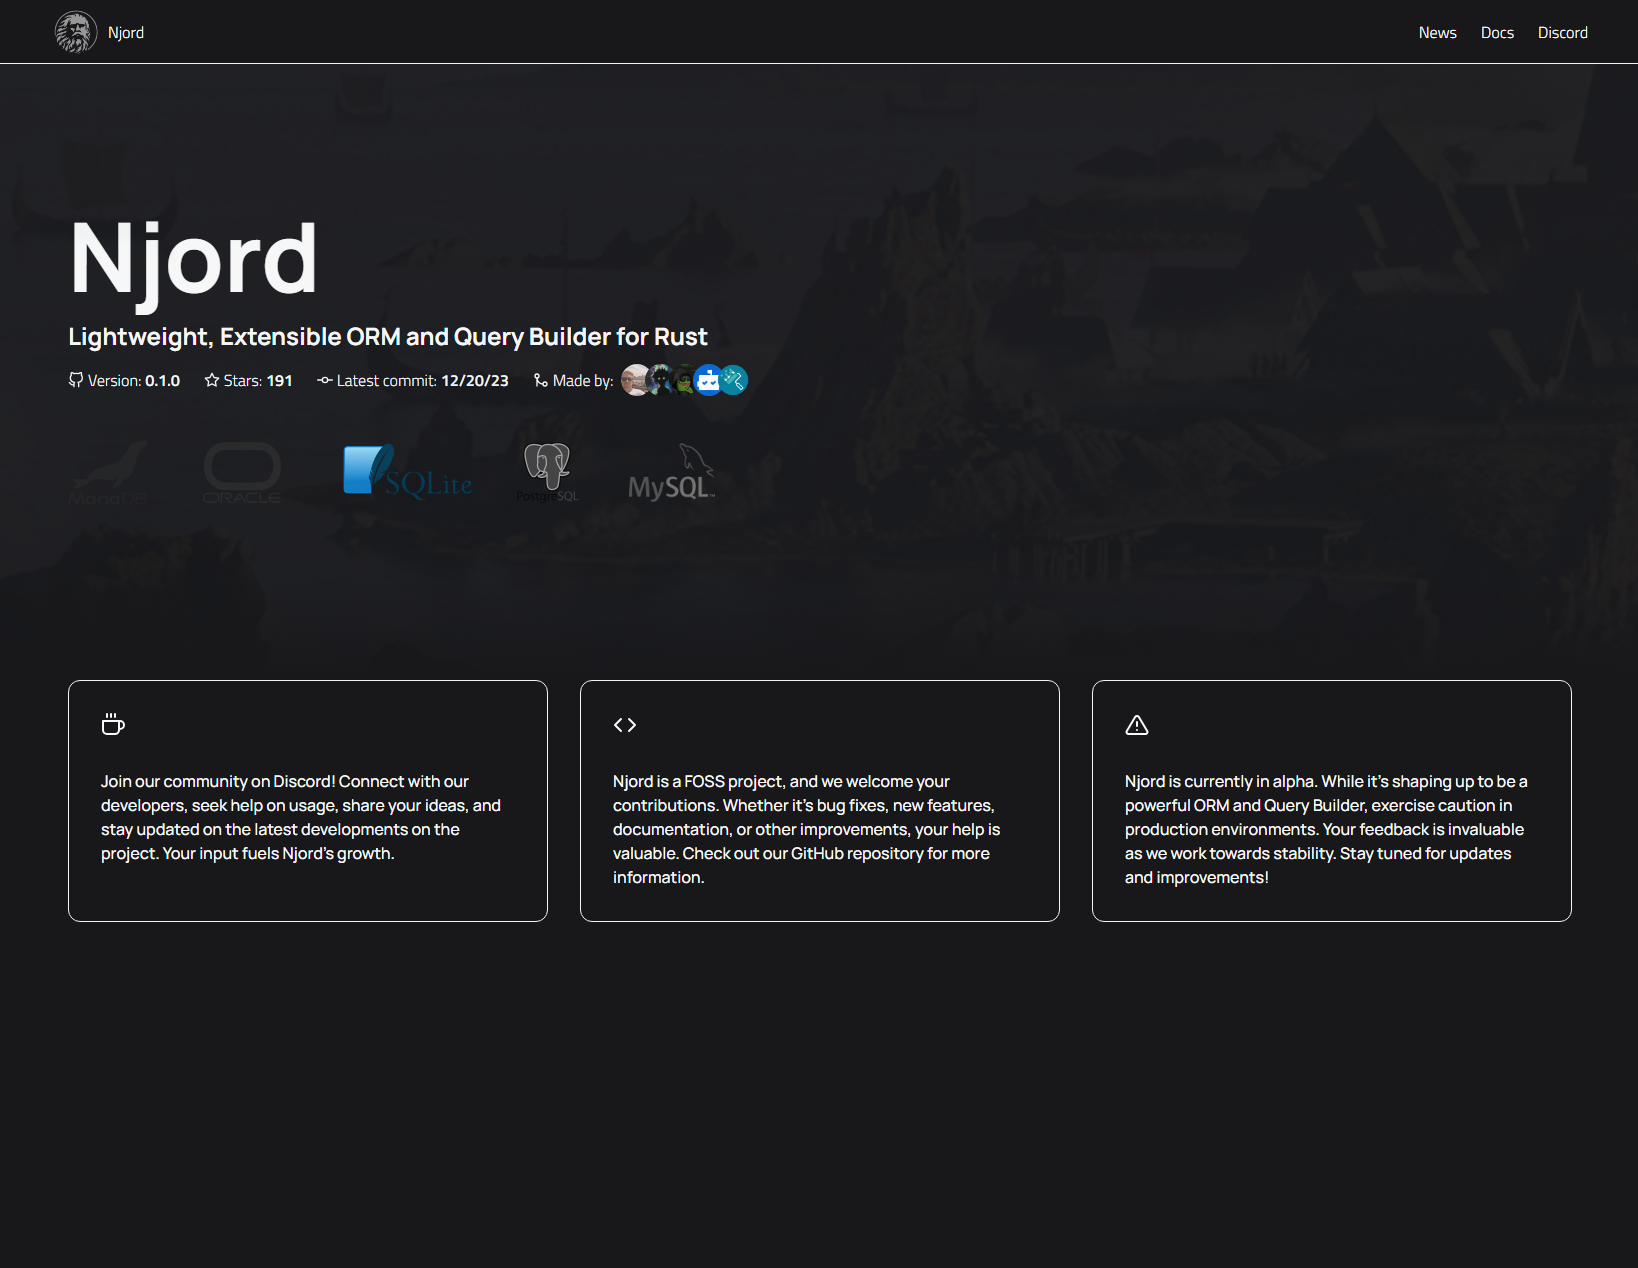 Njord
News
Docs
Discord
Njord
Lightweight, Extensible ORM and Query Builder for Rust
Version: 0.1.0
Stars: 191
Latest commit: 12/20/23
Made by:
MariaDB
ORACLE
SQLite
PostgreSQL
MySQL™
Join our community on Discord! Connect with our
developers, seek help on usage, share your ideas, and
stay updated on the latest developments on the
project. Your input fuels Njord's growth.
Njord is a FOSS project, and we welcome your
contributions. Whether it's bug fixes, new features,
documentation, or other improvements, your help is
valuable. Check out our GitHub repository for more
information.
Njord is currently in alpha. While it's shaping up to be a
powerful ORM and Query Builder, exercise caution in
production environments. Your feedback is invaluable
as we work towards stability. Stay tuned for updates
and improvements!